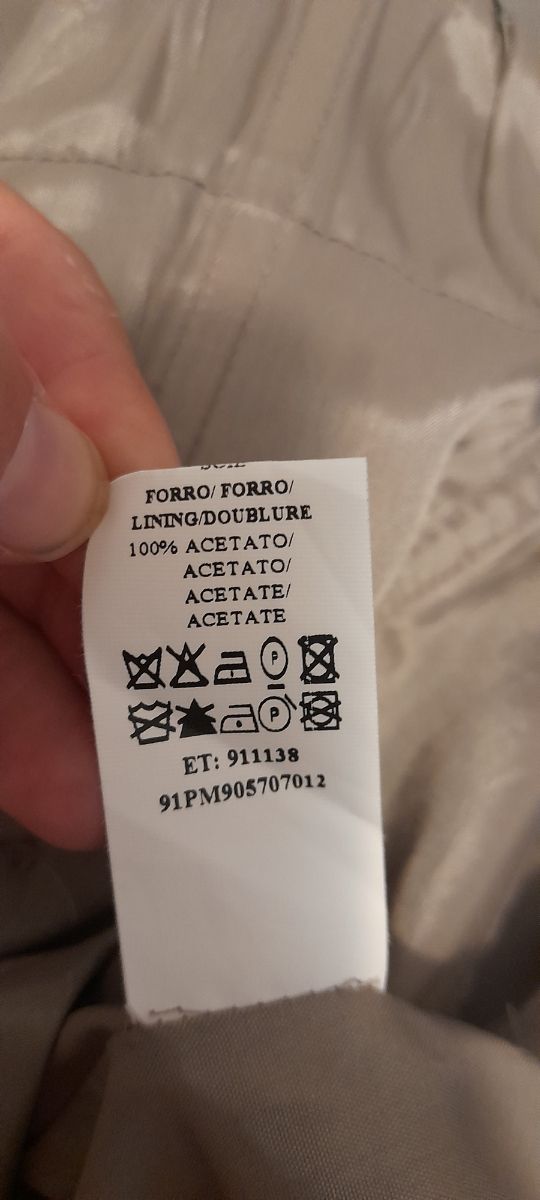 FORRO/ FORRO/
LINING/DOUBLURE
100% ACETATO/
ACETATO/
ACETATE/
ACETATE
P
P
ET: 911138
91PM905707012